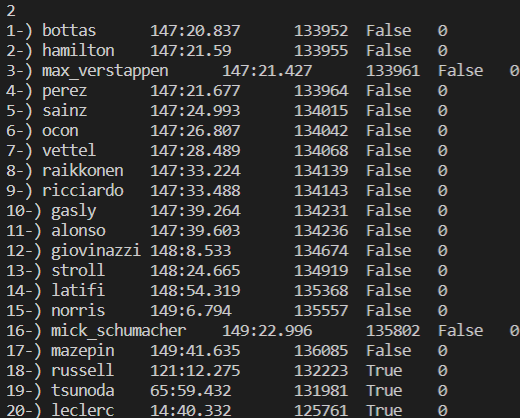 2
1-) bottas 147:20.837 133952 False 0
2-) hamilton 147:21.59 133955 False 0
3-) max_verstappen 147:21.427 133961 False 0
4-) perez 147:21.677 133964 False 0
5-) sainz 147:24.993 134015 False 0
6-) ocon 147:26.807 134042 False 0
7-) vettel 147:28.489 134068 False 0
8-) raikkonen 147:33.224 134139 False 0
9-) ricciardo 147:33.488 134143 False 0
10-) gasly 147:39.264 134231 False 0
11-) alonso 147:39.603 134236 False 0
12-) giovinazzi 148:8.533 134674 False 0
13-) stroll 148:24.665 134919 False 0
14-) latifi 148:54.319 135368 False 0
15-) norris 149:6.794 135557 False 0
16-) mick_schumacher 149:22.996 135802 False 0
17-) mazepin 149:41.635 136085 False 0
18-) russell 121:12.275 132223 True 0
19-) tsunoda 65:59.432 131981 True 0
20-) leclerc 14:40.332 125761 True 0